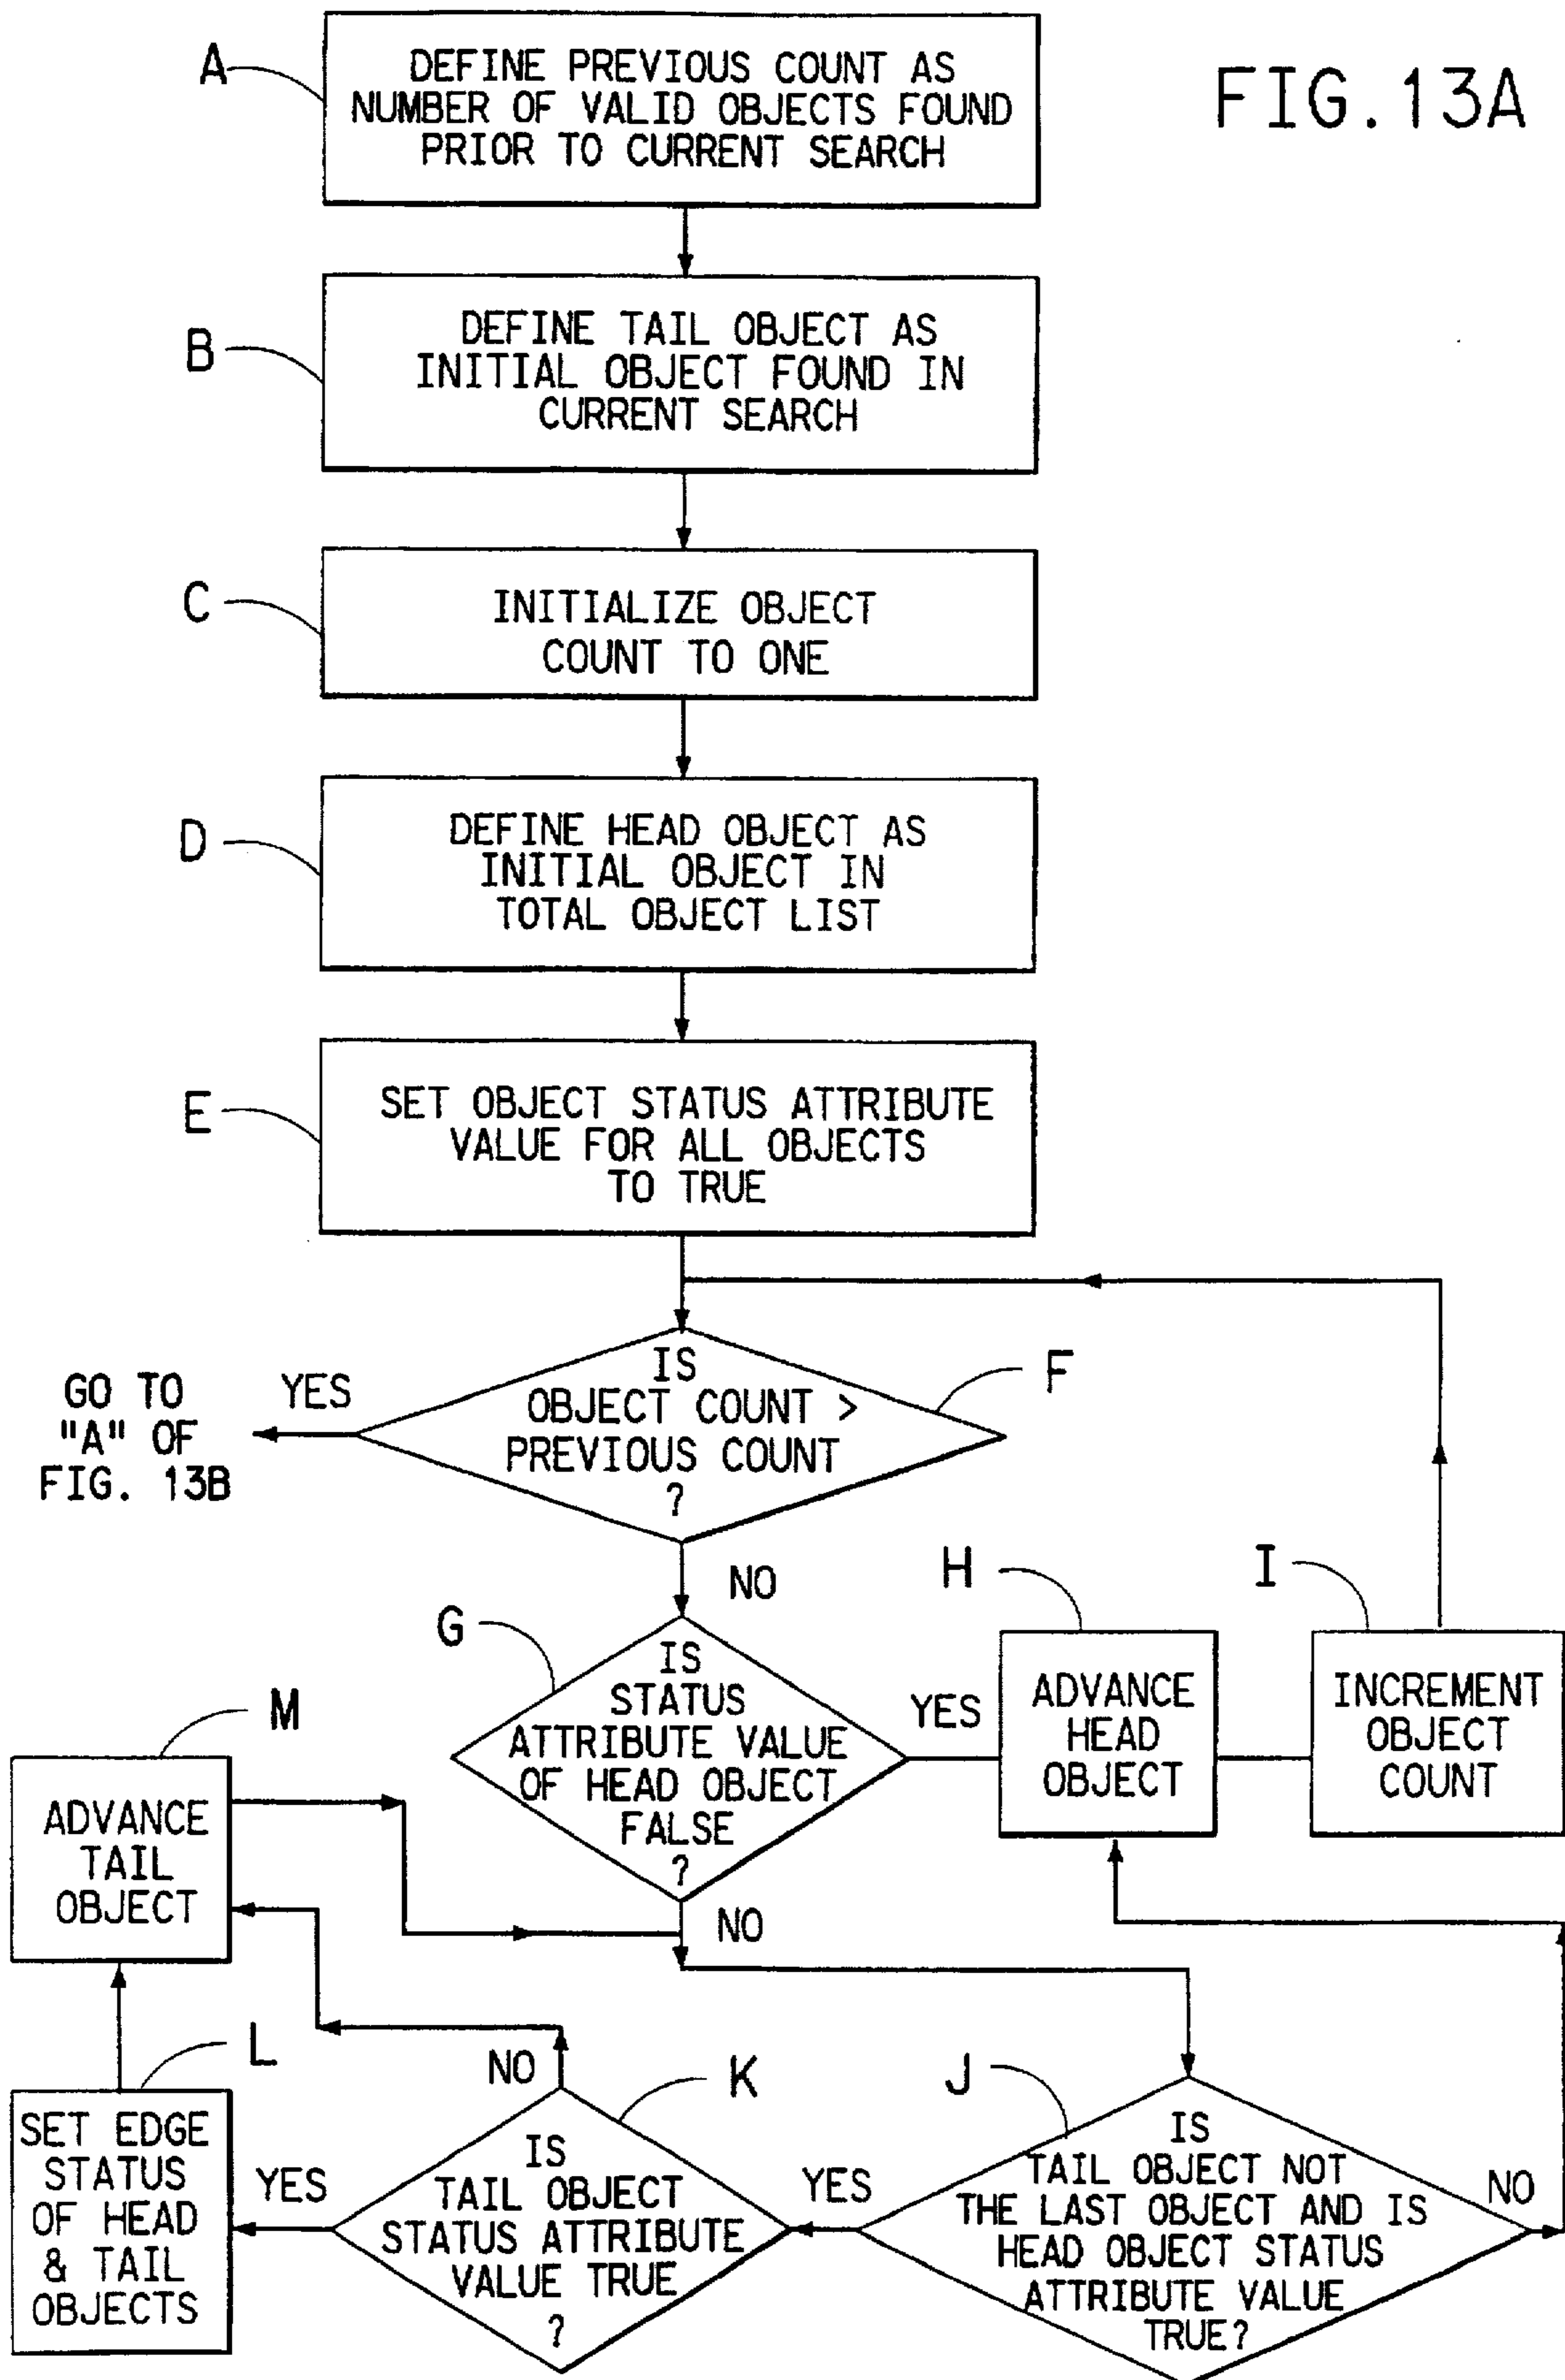 FIG.13A
A
DEFINE PREVIOUS COUNT AS
NUMBER OF VALID OBJECTS FOUND
PRIOR TO CURRENT SEARCH
B
DEFINE TAIL OBJECT AS
INITIAL OBJECT FOUND IN
CURRENT SEARCH
C
INITIALIZE OBJECT
COUNT TO ONE
D
DEFINE HEAD OBJECT AS
INITIAL OBJECT IN
TOTAL OBJECT LIST
E
SET OBJECT STATUS ATTRIBUTE
VALUE FOR ALL OBJECTS
TO TRUE
F
IS
OBJECT COUNT >
PREVIOUS COUNT
?
YES
GO TO
"A" OF
FIG. 13B
NO
G
IS
STATUS
ATTRIBUTE VALUE
OF HEAD OBJECT
FALSE
?
YES
H
ADVANCE
HEAD
OBJECT
I
INCREMENT
OBJECT
COUNT
NO
M
ADVANCE
TAIL
OBJECT
L
SET EDGE
STATUS
OF HEAD
& TAIL
OBJECTS
YES
NO
K
IS
TAIL OBJECT
STATUS ATTRIBUTE
VALUE TRUE
?
YES
J
IS
TAIL OBJECT NOT
THE LAST OBJECT AND IS
HEAD OBJECT STATUS
ATTRIBUTE VALUE
TRUE?
NO